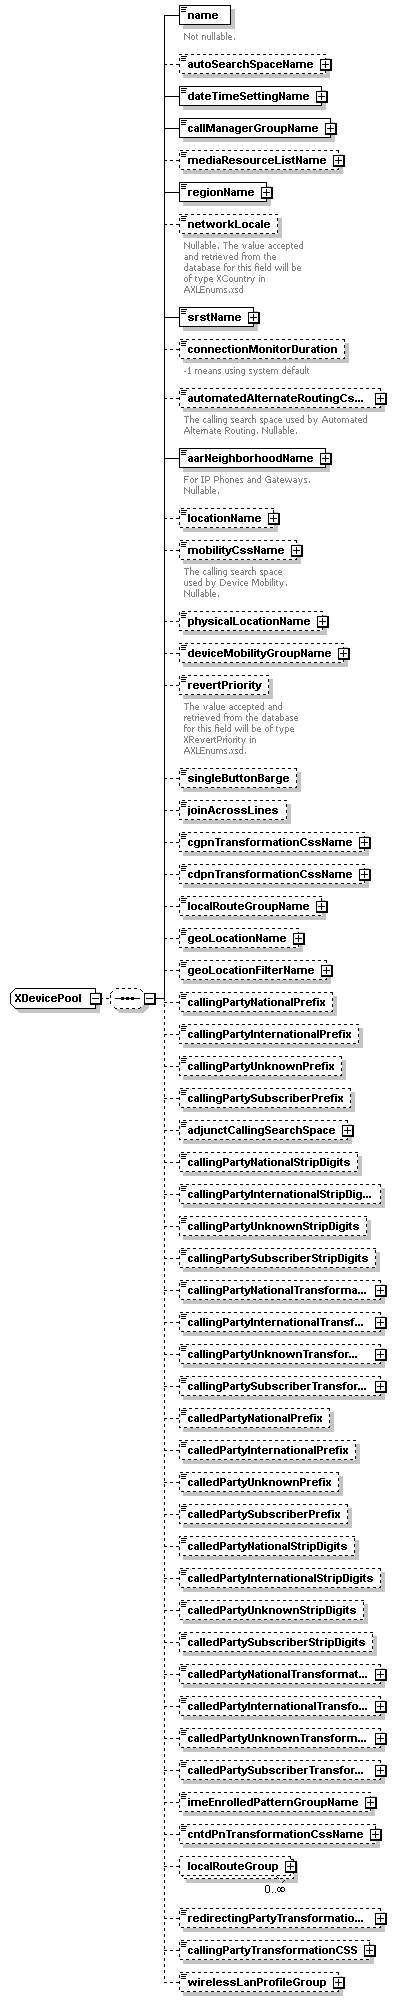 name
Not nullable.
autoSearchSpaceName
dateTimeSettingName
callManagerGroupName
mediaResourceListName
regionName
networkLocale
Nullable. The value accepted
and retrieved from the
database for this field will be
of type XCountry in
AXLEnums.xsd
srstName
connectionMonitorDuration
-1 means using system default
automatedAlternateRoutingCs...
The calling search space used by Automated
Alternate Routing. Nullable.
aarNeighborhoodName
For IP Phones and Gateways.
Nullable.
locationName
mobilityCssName
The calling search space
used by Device Mobility.
Nullable.
physicalLocationName
deviceMobilityGroupName
revertPriority
The value accepted and
retrieved from the database
for this field will be of type
XRevertPriority in
AXLEnums.xsd.
singleButtonBarge
joinAcrossLines
cgpnTransformationCssName
cdpnTransformationCssName
localRouteGroupName
geoLocationName
geoLocationFilterName
XDevicePool
callingPartyNationalPrefix
callingPartyInternationalPrefix
callingPartyUnknownPrefix
callingPartySubscriberPrefix
adjunctCallingSearchSpace
callingPartyNationalStripDigits
callingPartyInternationalStripDig...
callingPartyUnknownStripDigits
callingPartySubscriberStripDigits
callingPartyNationalTransforma...
callingPartyInternationalTransf...
callingPartyUnknownTransfor...
callingPartySubscriberTransfor...
calledPartyNationalPrefix
calledPartyInternationalPrefix
calledPartyUnknownPrefix
calledPartySubscriberPrefix
calledPartyNationalStripDigits
calledPartyInternationalStripDigits
calledPartyUnknownStripDigits
calledPartySubscriberStripDigits
calledPartyNationalTransformat...
calledPartyInternationalTransfo...
calledPartyUnknownTransform...
calledPartySubscriberTransfor...
imeEnrolledPatternGroupName
cntdPnTransformationCssName
localRouteGroup
0..∞
redirectingPartyTransformatio...
callingPartyTransformationCSS
wirelessLanProfileGroup